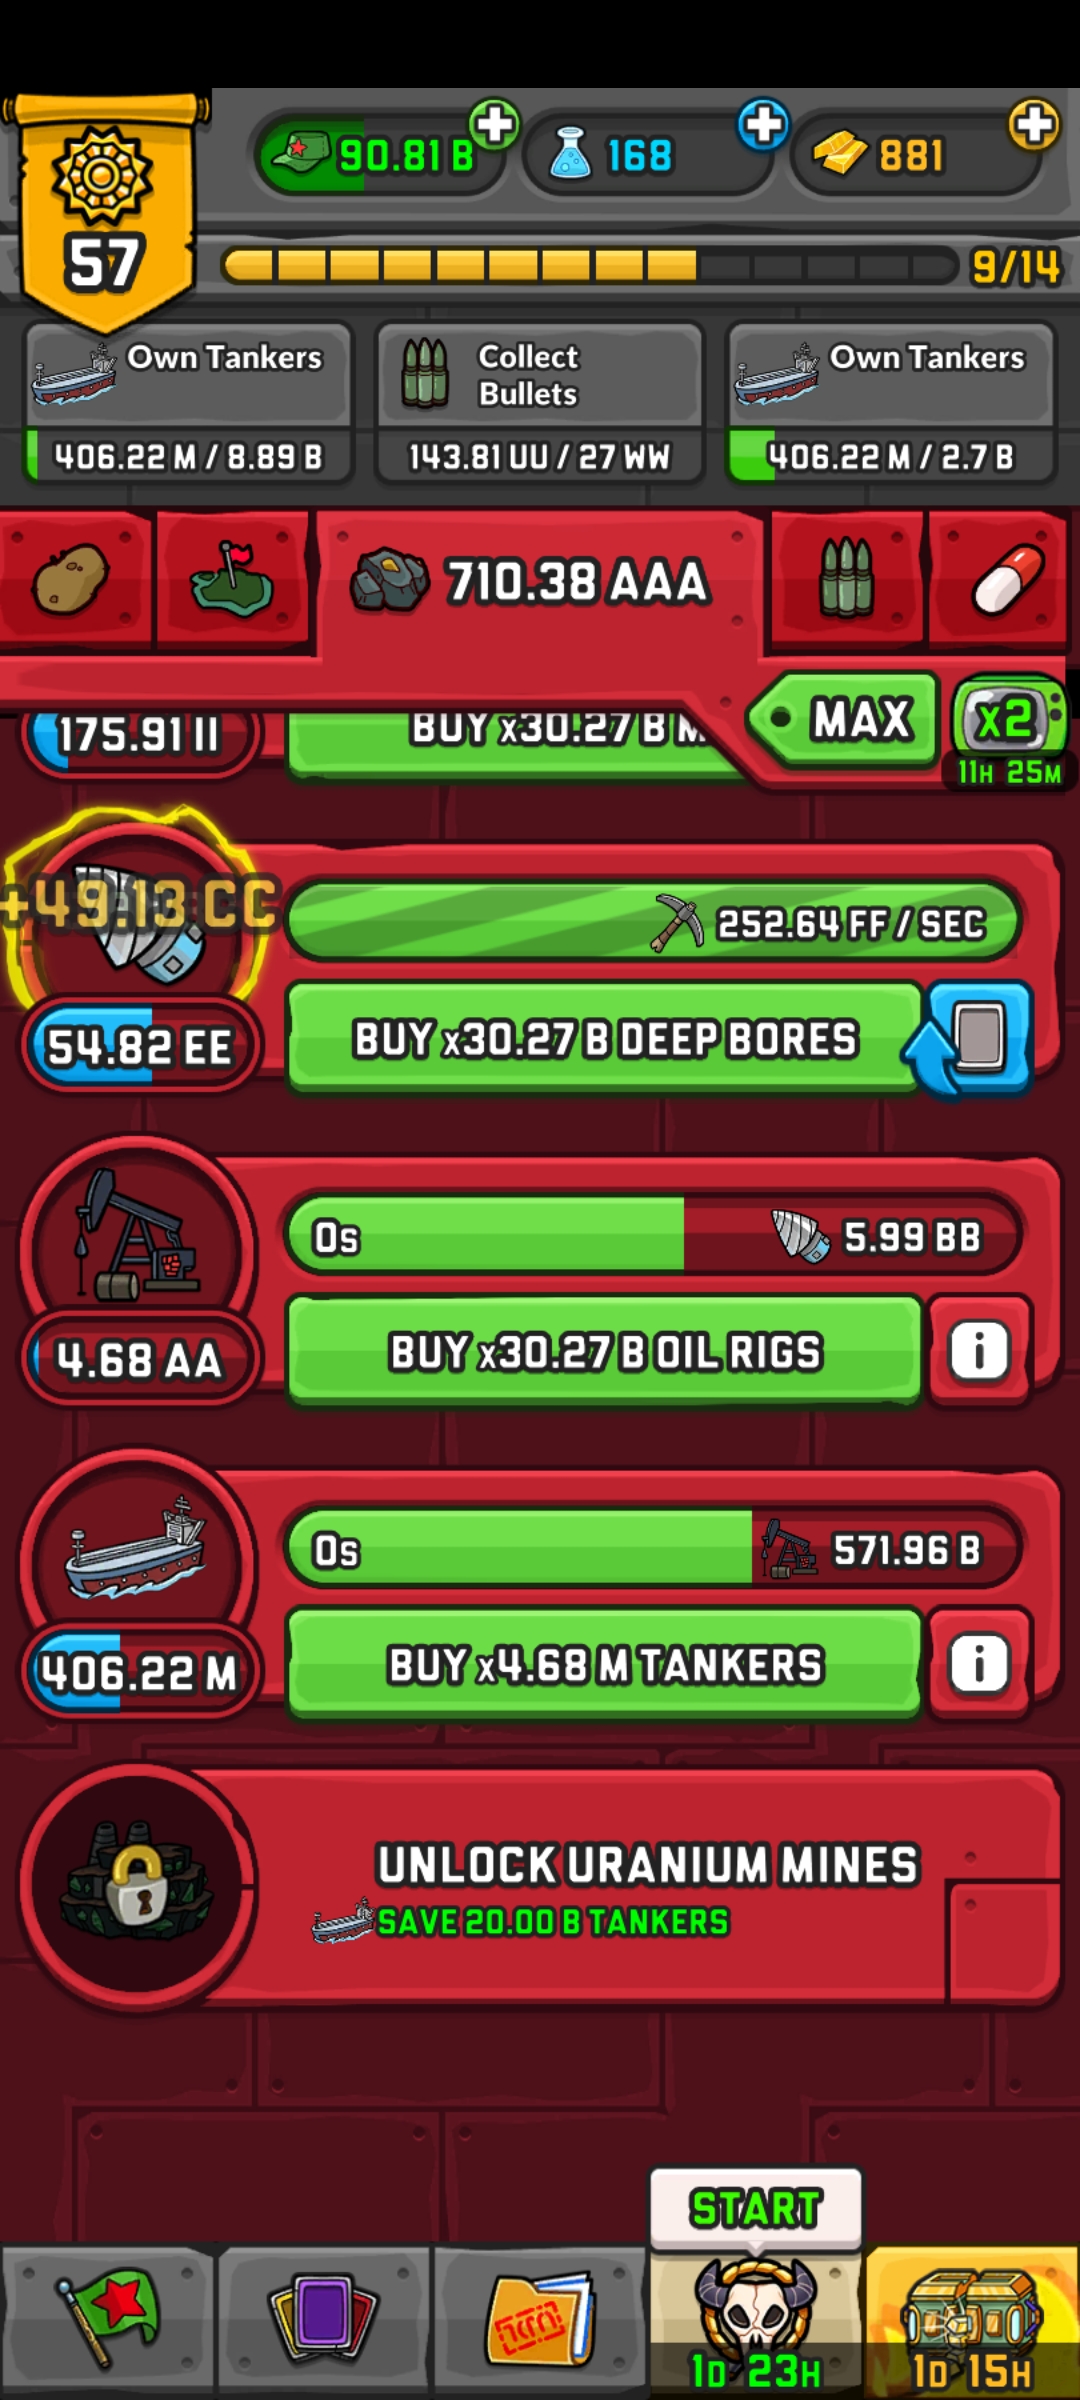 90.81 B
168
881
57
9/14
Own Tankers
406.22 M / 8.89 B
Collect
Bullets
143.81 UU / 27 WW
Own Tankers
406.22 M / 2.7 B
710.38 AAA
MAX
x2
11H 25M
175.91 II
BUY x30.27 B
+49.13 CC
252.64 FF / SEC
54.82 EE
BUY x30.27 B DEEP BORES
0s
5.99 BB
4.68 AA
BUY x30.27 B OIL RIGS
i
0s
571.96 B
406.22 M
BUY x4.68 M TANKERS
i
UNLOCK URANIUM MINES
SAVE 20.00 B TANKERS
START
1D 23H
1D 15H